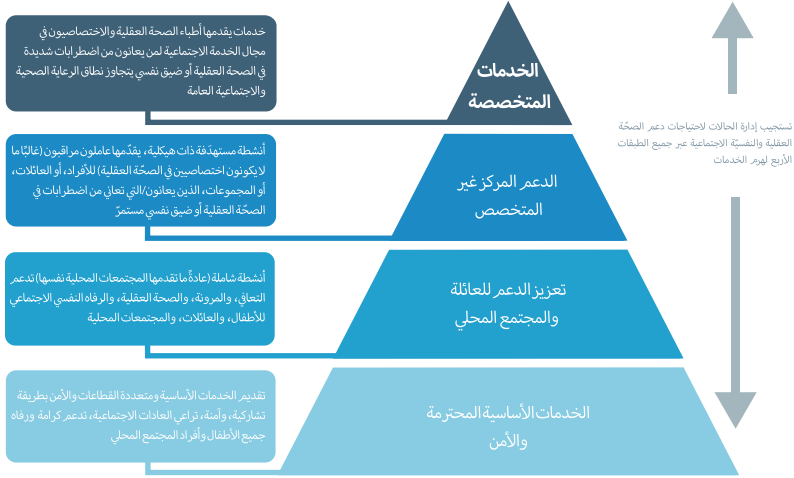 خدمات يقدمها أطباء الصحة العقلية والاختصاصيون في
مجال الخدمة الاجتماعية لمن يعانون من اضطرابات شديدة
في الصحة العقلية أو ضيق نفسي يتجاوز نطاق الرعاية الصحية
والاجتماعية العامة
الخدمات
المتخصصة
تستجيب إدارة الحالات لاحتياجات دعم الصحّة
العقلية والنفسيّة الاجتماعية عبر جميع الطبقات
الأربع لهرم الخدمات
أنشطة مستهدَفة ذات هيكلية، يقدّمها عاملون مراقبون (غالبًا ما
لا يكونون اختصاصيين في الصحّة العقلية) للأفراد، أو العائلات،
أو المجموعات، الذين يعانون/التي تعاني من اضطرابات في
الصحّة العقلية أو ضيق نفسي مستمرّ
الدعم المركز غير
المتخصص
أنشطة شاملة (عادةً ما تقدمها المجتمعات المحلية نفسها) تدعم
التعافي، والمرونة، والصحة العقلية، والرفاه النفسي الاجتماعي
للأطفال، والعائلات، والمجتمعات المحلية
تعزيز الدعم للعائلة
والمجتمع المحلي
تقديم الخدمات الأساسية ومتعددة القطاعات والأمن بطريقة
تشاركية، وآمنة، تراعي العادات الاجتماعية، تدعم كرامة ورفاه
جميع الأطفال وأفراد المجتمع المحلي
الخدمات الأساسية المحترمة
والأمن